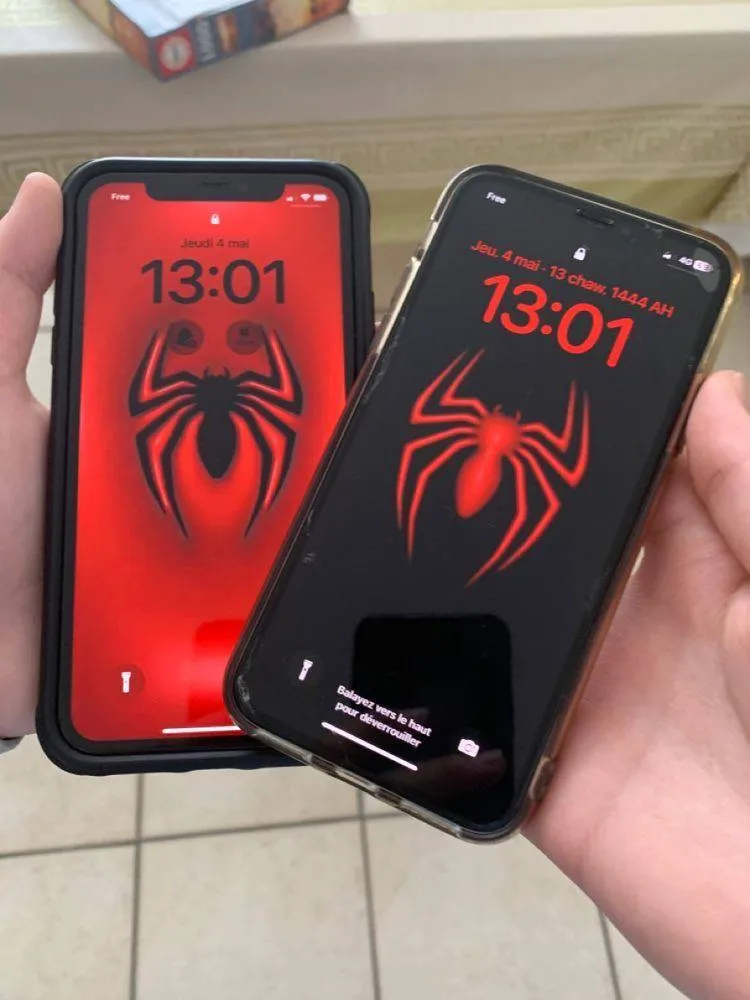 Free
Jeudi 4 mai
13:01
Free
4G
Jeu. 4 mai - 13 chaw. 1444 AH
13:01
Balayez vers le haut
pour déverrouiller